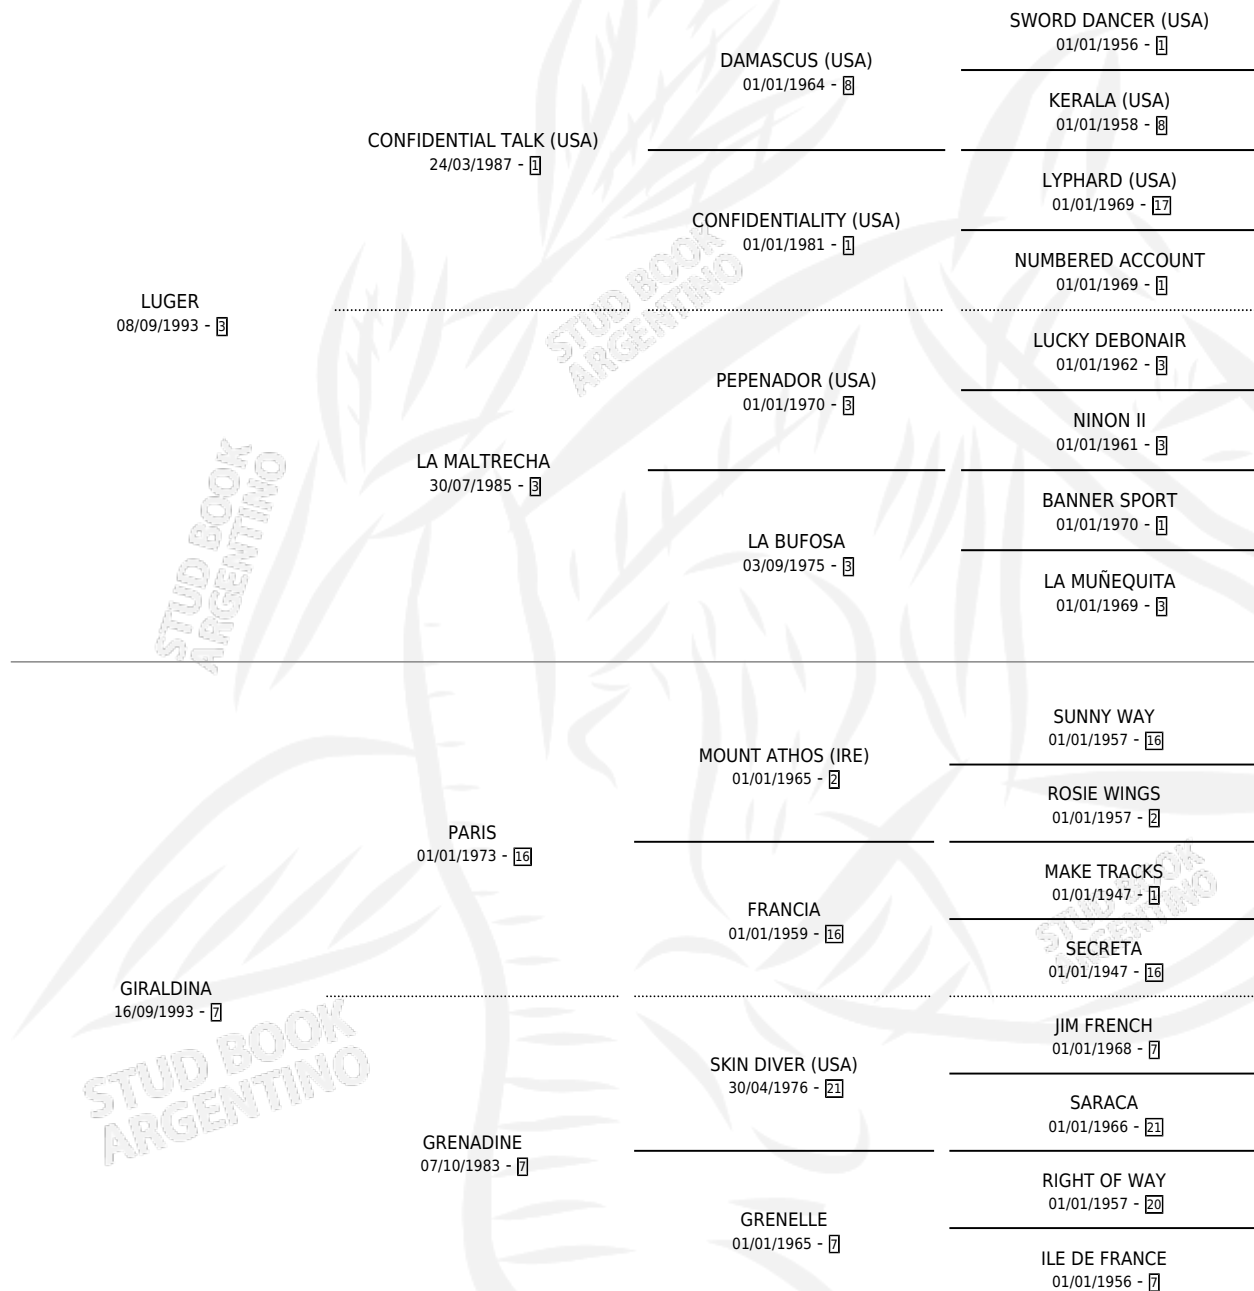 SWORD DANCER (USA)
01/01/1956 - 1
DAMASCUS (USA)
01/01/1964 - 8
KERALA (USA)
01/01/1958 - 8
CONFIDENTIAL TALK (USA)
24/03/1987 - 1
LYPHARD (USA)
01/01/1969 - 17
CONFIDENTIALITY (USA)
01/01/1981 - 1
NUMBERED ACCOUNT
01/01/1969 - 1
STUD BOOK
ARGENTINO
LUGER
08/09/1993 - 3
LUCKY DEBONAIR
01/01/1962 - 3
PEPENADOR (USA)
01/01/1970 - 3
NINON II
01/01/1961 - 3
LA MALTRECHA
30/07/1985 - 3
BANNER SPORT
01/01/1970 - 1
LA BUFOSA
03/09/1975 - 3
LA MUÑEQUITA
01/01/1969 - 3
STUD BOOK
ARGENTINO
SUNNY WAY
01/01/1957 - 16
MOUNT ATHOS (IRE)
01/01/1965 - 2
ROSIE WINGS
01/01/1957 - 2
PARIS
01/01/1973 - 16
MAKE TRACKS
01/01/1947 - 1
FRANCIA
01/01/1959 - 16
SECRETA
01/01/1947 - 16
STUD BOOK
ARGENTINO
GIRALDINA
16/09/1993 - 7
JIM FRENCH
01/01/1968 - 7
SKIN DIVER (USA)
30/04/1976 - 21
SARACA
01/01/1966 - 21
STUD BOOK
ARGENTINO
GRENADINE
07/10/1983 - 7
RIGHT OF WAY
01/01/1957 - 20
GRENELLE
01/01/1965 - 7
ILE DE FRANCE
01/01/1956 - 7